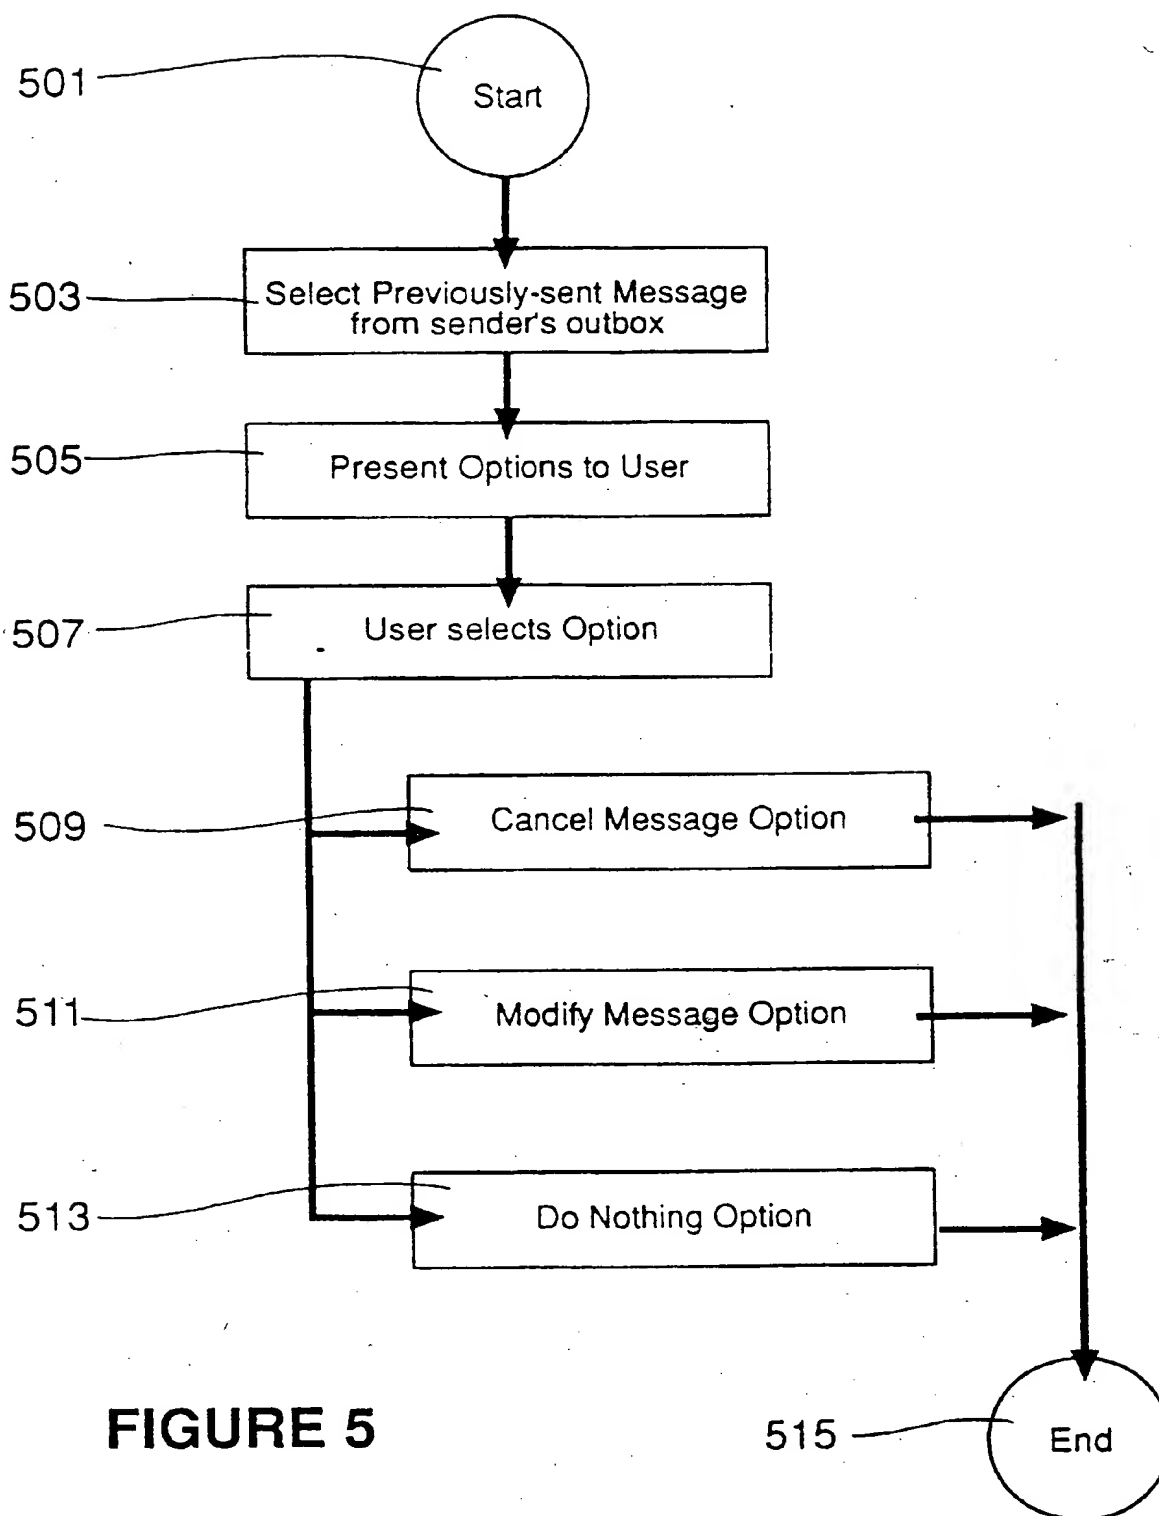 501
Start
503
Select Previously-sent Message
from sender's outbox
505
Present Options to User
507
User selects Option
509
Cancel Message Option
511
Modify Message Option
513
Do Nothing Option
FIGURE 5
515
End